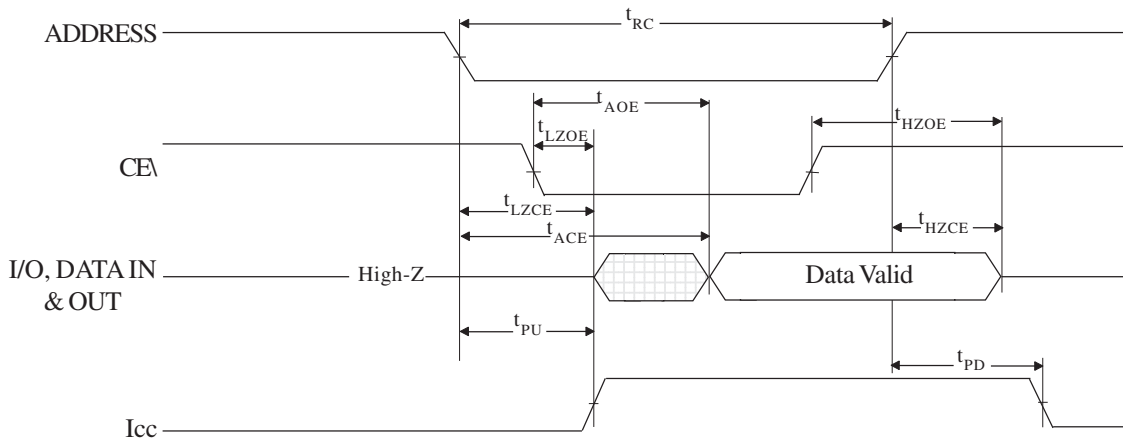 tRC
ADDRESS
tAOE
tHZOE
tLZOE
CE\
tLZCE
tHZCE
tACE
I/O, DATA IN
& OUT
High-Z
Data Valid
tPU
tPD
Icc